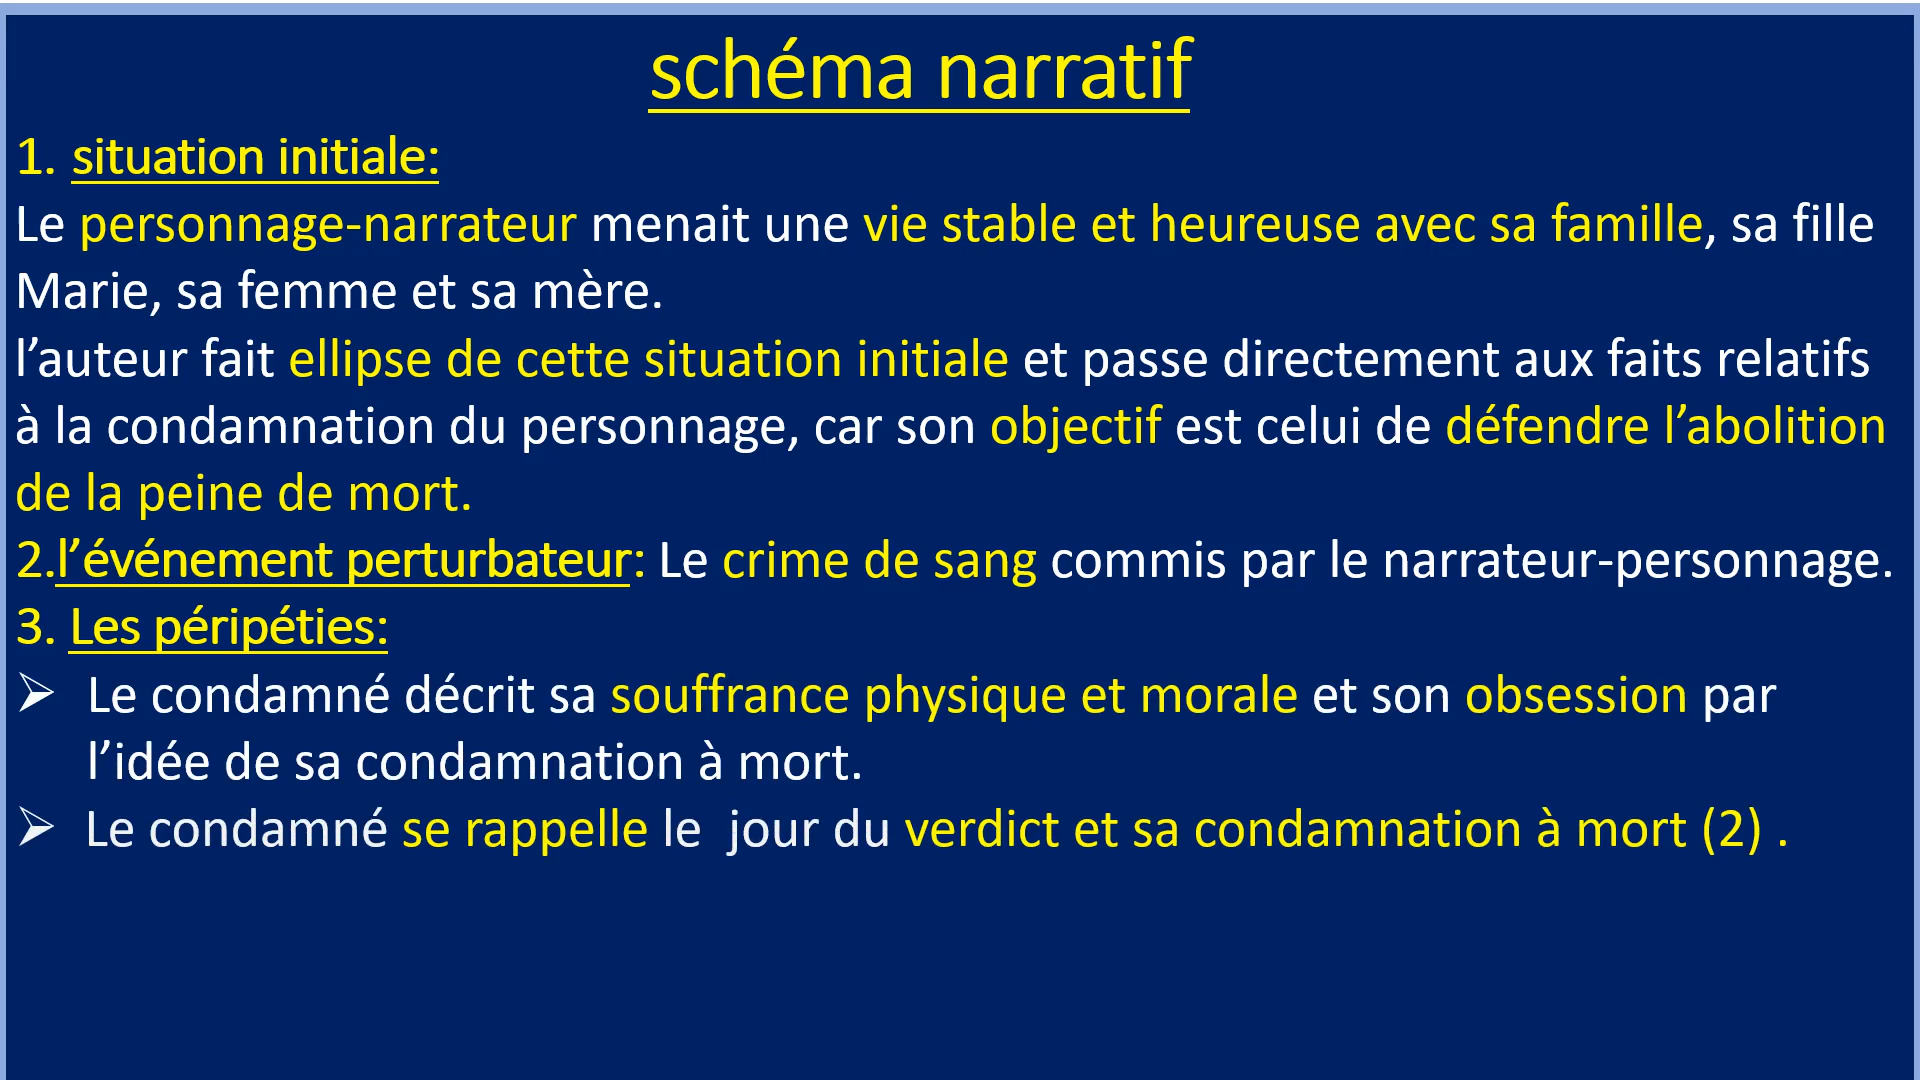 schéma narratif
1. situation initiale:
Le personnage-narrateur menait une vie stable et heureuse avec sa famille, sa fille
Marie, sa femme et sa mère.
l’auteur fait ellipse de cette situation initiale et passe directement aux faits relatifs
à la condamnation du personnage, car son objectif est celui de défendre l’abolition
de la peine de mort.
2.l’événement perturbateur: Le crime de sang commis par le narrateur-personnage.
3. Les péripéties:
➢ Le condamné décrit sa souffrance physique et morale et son obsession par
l’idée de sa condamnation à mort.
➢ Le condamné se rappelle le  jour du verdict et sa condamnation à mort (2) .